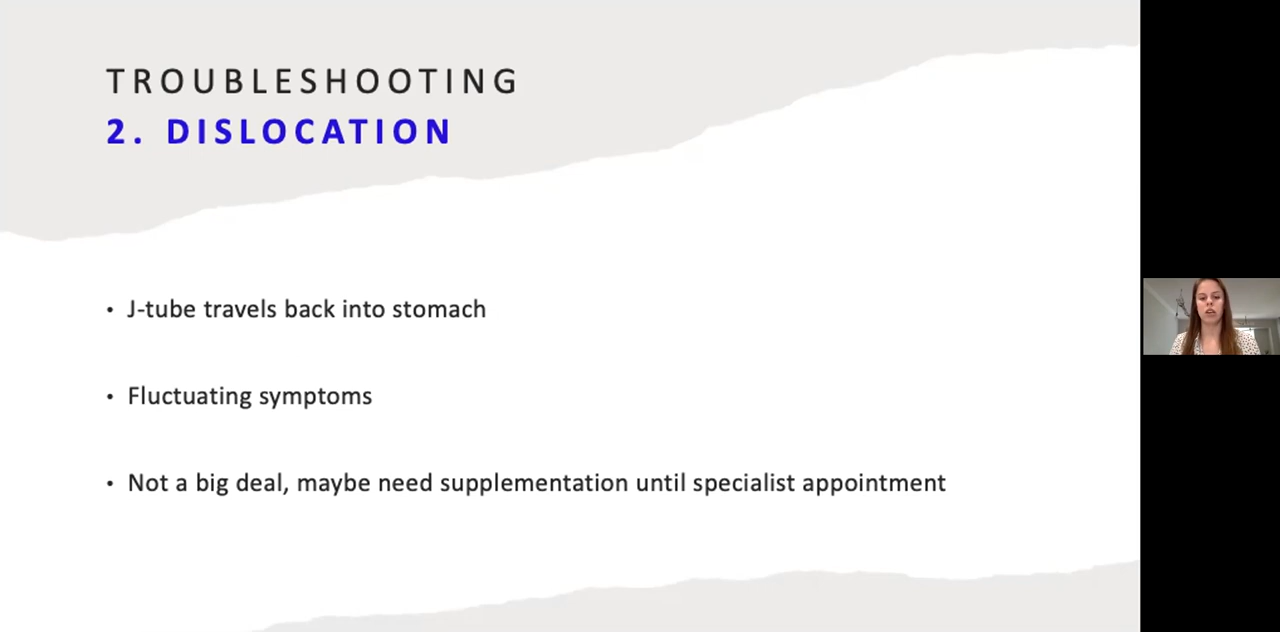 TROUBLESHOOTING
2. DISLOCATION
• J-tube travels back into stomach
• Fluctuating symptoms
• Not a big deal, maybe need supplementation until specialist appointment